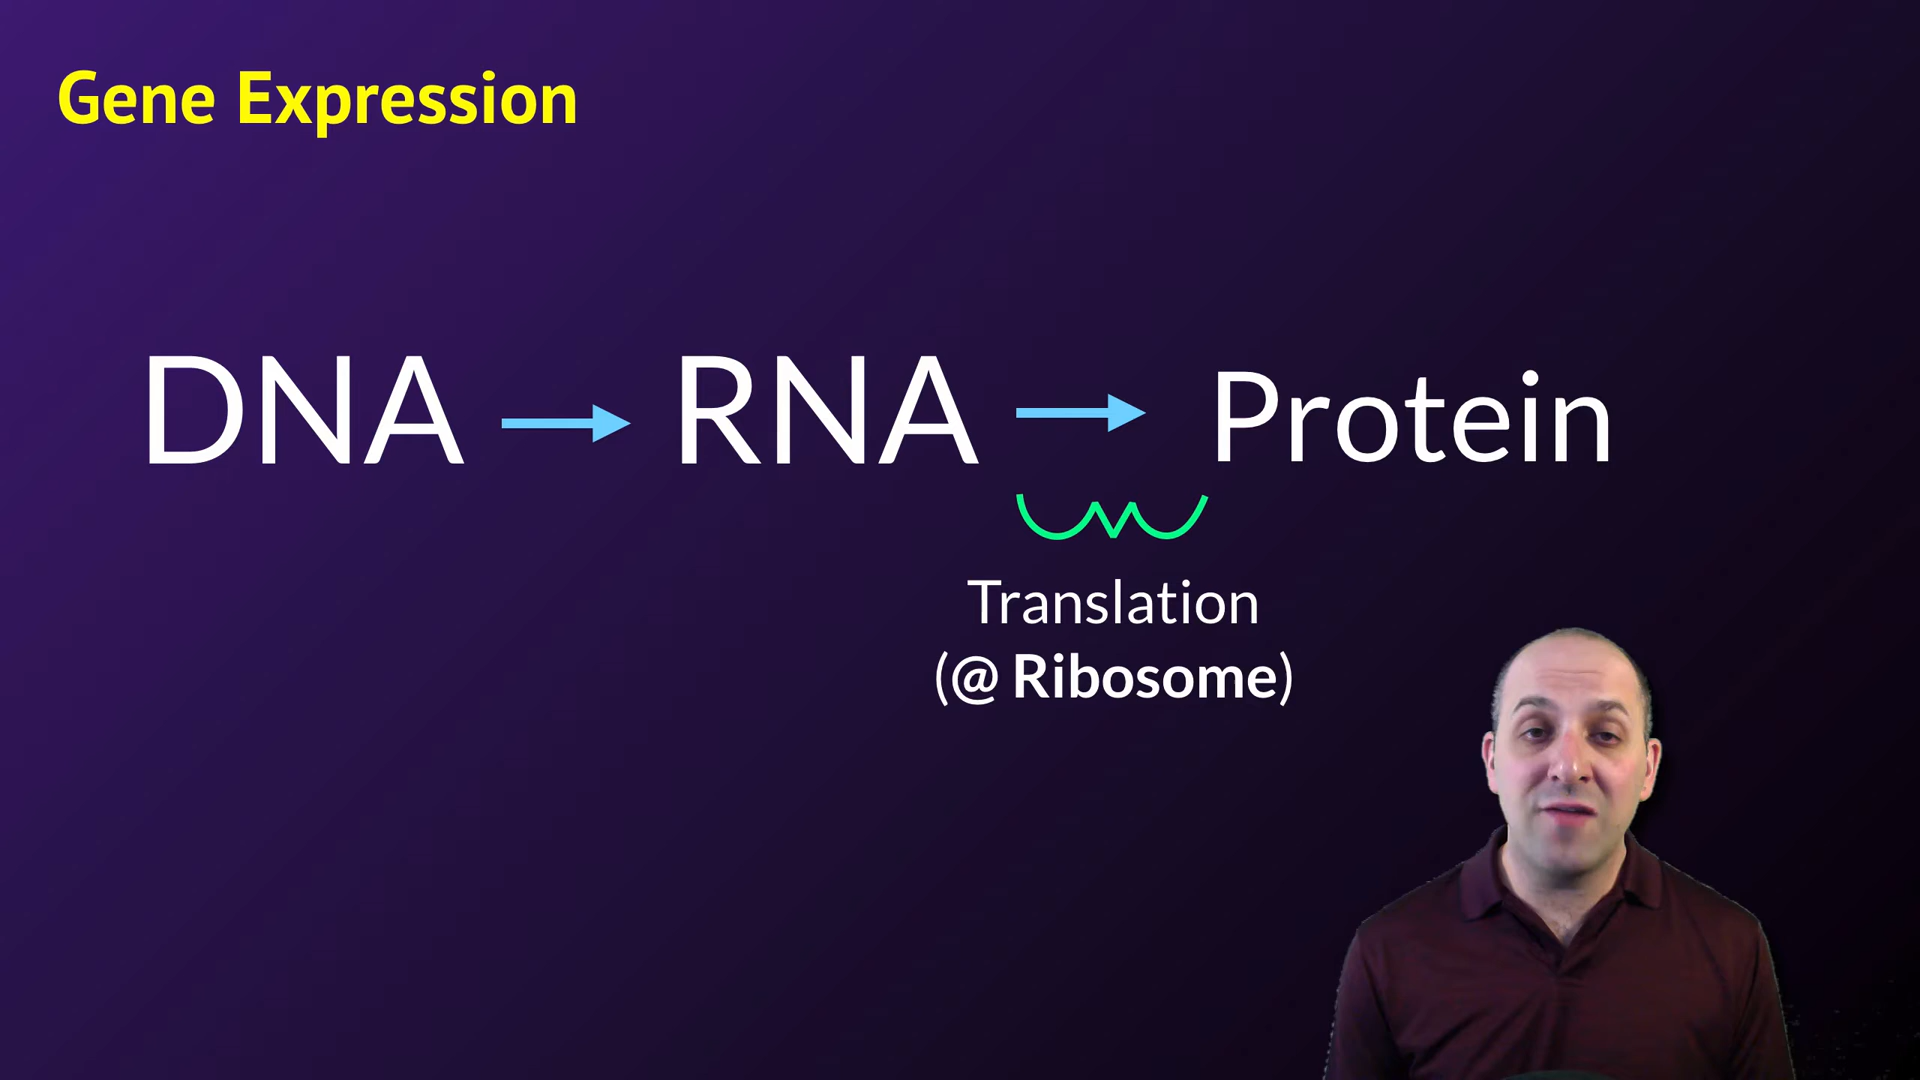 Gene Expression
DNA → RNA → Protein
Translation
(@ Ribosome)